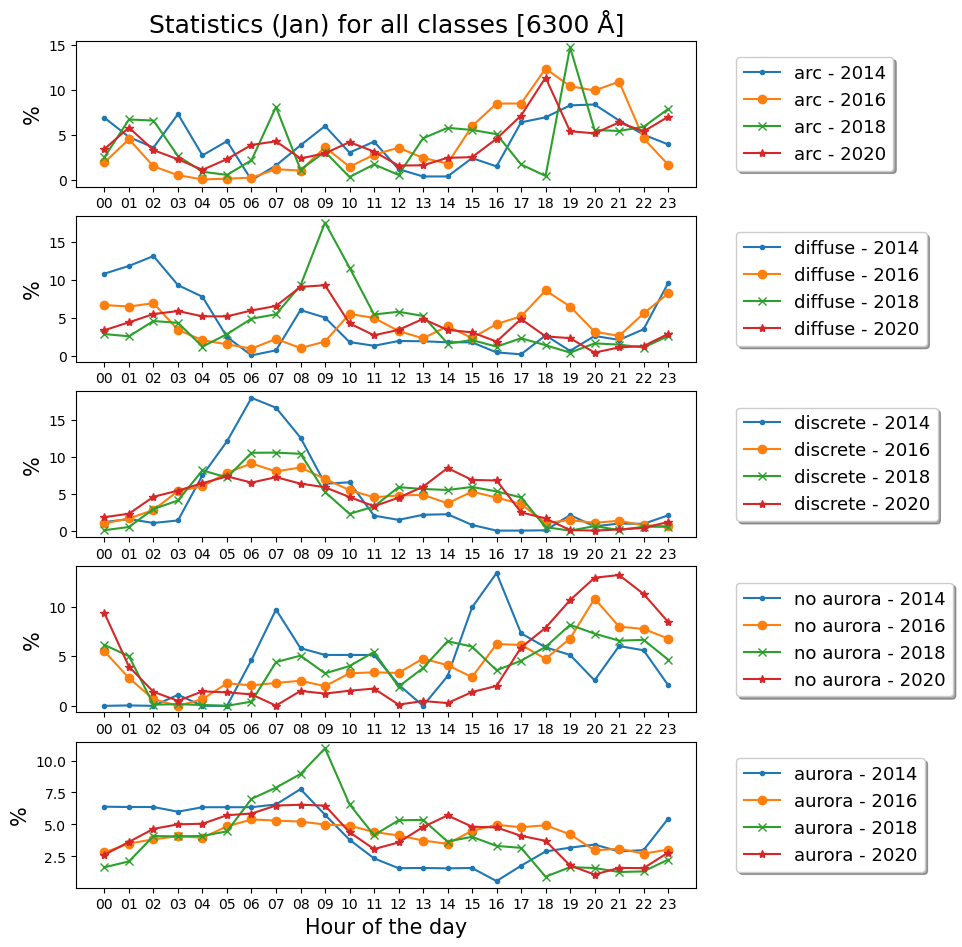 Statistics (Jan) for all classes [6300 Å]
15
10
5
0
%
00 01 02 03 04 05 06 07 08 09 10 11 12 13 14 15 16 17 18 19 20 21 22 23
arc - 2014
arc - 2016
arc - 2018
arc - 2020
15
10
5
0
%
00 01 02 03 04 05 06 07 08 09 10 11 12 13 14 15 16 17 18 19 20 21 22 23
diffuse - 2014
diffuse - 2016
diffuse - 2018
diffuse - 2020
15
10
5
0
%
00 01 02 03 04 05 06 07 08 09 10 11 12 13 14 15 16 17 18 19 20 21 22 23
discrete - 2014
discrete - 2016
discrete - 2018
discrete - 2020
10
5
0
%
00 01 02 03 04 05 06 07 08 09 10 11 12 13 14 15 16 17 18 19 20 21 22 23
no aurora - 2014
no aurora - 2016
no aurora - 2018
no aurora - 2020
10.0
7.5
5.0
2.5
%
00 01 02 03 04 05 06 07 08 09 10 11 12 13 14 15 16 17 18 19 20 21 22 23
aurora - 2014
aurora - 2016
aurora - 2018
aurora - 2020
Hour of the day